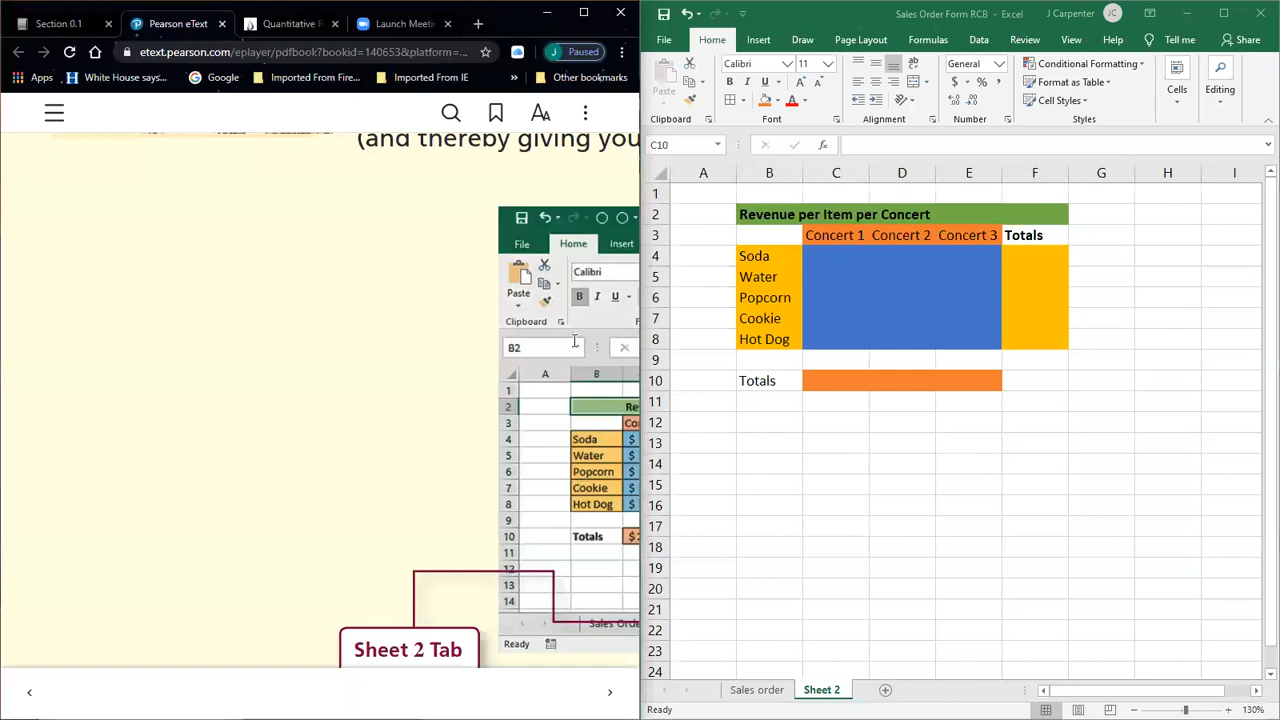 Section 0.1
Pearson eText
Quantitative R
Launch Meeti
etext.pearson.com/eplayer/pdfbook?bookid=140653&platform=...
J
Paused
Apps
White House says...
Google
Imported From Fire...
Imported From IE
»
Other bookmarks
(and thereby giving you
File
Home
Insert
Calibri
Paste
B
I
U
Clipboard
B2
A
B
1
2
Re
3
Co
4
Soda
$
5
Water
$
6
Popcorn
$
7
Cookie
$
8
Hot Dog
$
9
10
Totals
$
11
12
13
14
Sales Orde
Ready
Sheet 2 Tab
Sales Order Form RCB - Excel
J Carpenter
JC
File
Home
Insert
Draw
Page Layout
Formulas
Data
Review
View
Help
Tell me
Share
Paste
Calibri
11
B
I
U
General
$
%
Conditional Formatting
Format as Table
Cell Styles
Cells
Editing
Clipboard
Font
Alignment
Number
Styles
C10
fx
A B C D E F G H I
1
2 Revenue per Item per Concert
3 Concert 1 Concert 2 Concert 3 Totals
4 Soda
5 Water
6 Popcorn
7 Cookie
8 Hot Dog
9
10 Totals
11
12
13
14
15
16
17
18
19
20
21
22
23
24
Sales order
Sheet 2
Ready
130%